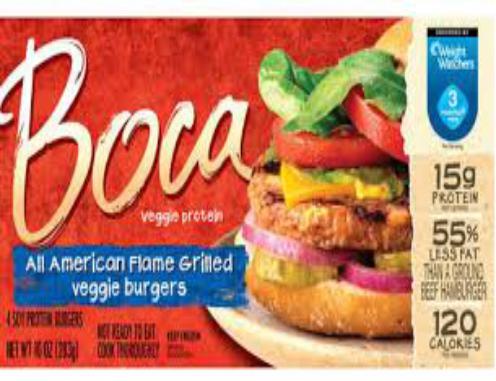 Boca
veggie protein
All American Flame Grilled
veggie burgers
4 SOY PROTEIN BURGERS
NET WT 10 OZ (283g)
NOT READY TO EAT
COOK THOROUGHLY
KEEP FROZEN
Weight
Watchers
3
15g
PROTEIN
55%
LESS FAT
THAN A GROUND
BEEF HAMBURGER
120
CALORIES